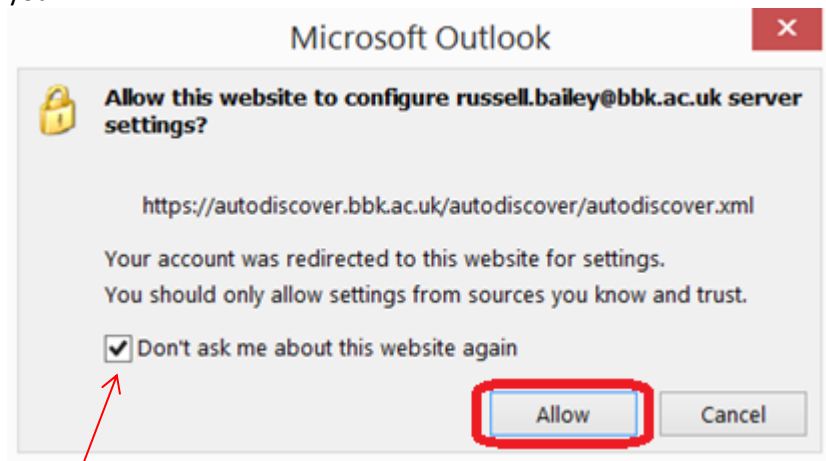 Microsoft Outlook
Allow this website to configure russell.bailey@bbk.ac.uk server
settings?
https://autodiscover.bbk.ac.uk/autodiscover/autodiscover.xml
Your account was redirected to this website for settings.
You should only allow settings from sources you know and trust.
Don't ask me about this website again
Allow Cancel